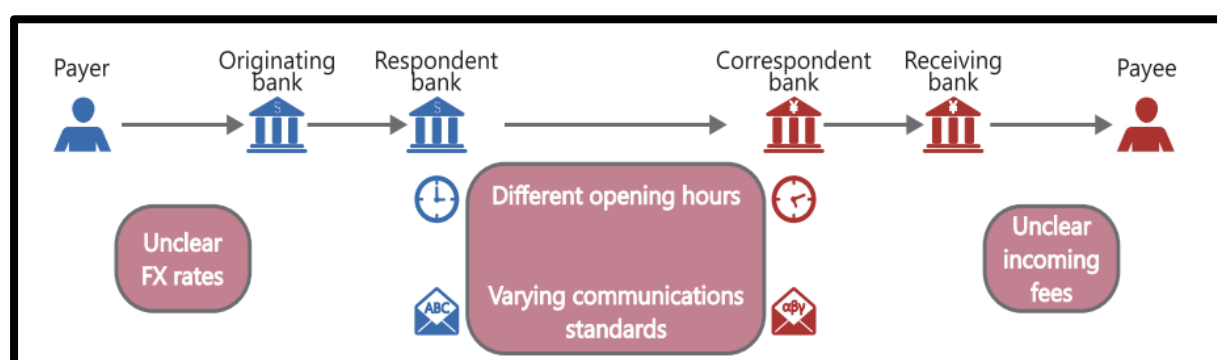 Payer
Originating
bank
Respondent
bank
Correspondent
bank
Receiving
bank
Payee
$
$
¥
¥
Different opening hours
Unclear
FX rates
Unclear
incoming
fees
ABC
Varying communications
standards
αβγ